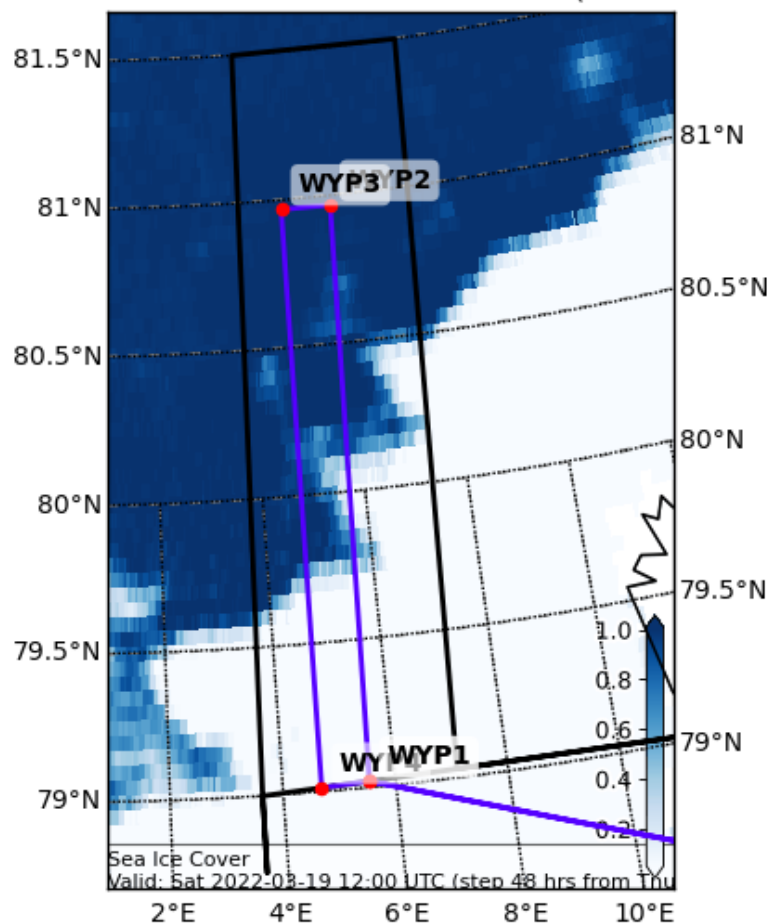 81.5°N
81°N
WYP3 WYP2
81°N
80.5°N
80.5°N
80°N
80°N
79.5°N
79.5°N
1.0
0.8
0.6
79°N
WYP4 WYP1
79°N
0.4
0.2
Sea Ice Cover
Valid: Sat 2022-03-19 12:00 UTC (step 48 hrs from Thu
2°E 4°E 6°E 8°E 10°E